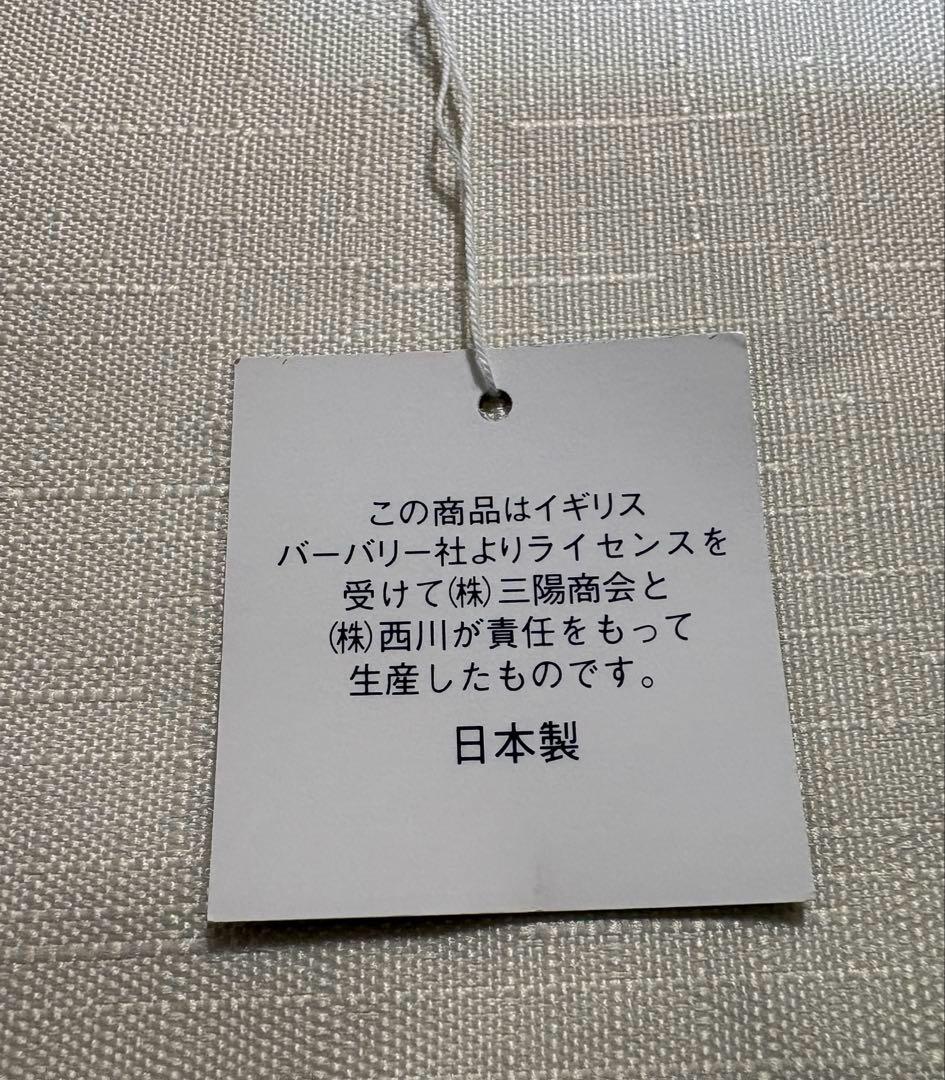 この商品はイギリス
バーバリー社よりライセンスを
受けて㈱三陽商会と
㈱西川が責任をもって
生産したものです。
日本製